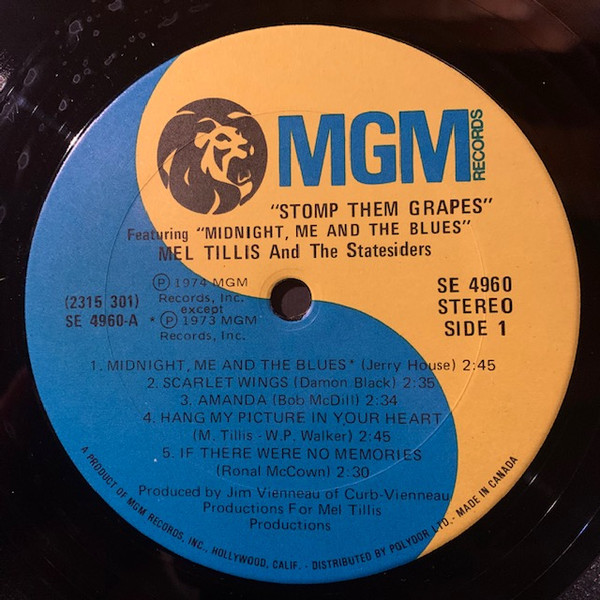 MGM
RECORDS
"STOMP THEM GRAPES"
Featuring "MIDNIGHT, ME AND THE BLUES"
MEL TILLIS And The Statesiders
Ⓟ 1974 MGM
Records, Inc.
except
* Ⓟ 1973 MGM
Records, Inc.
(2315 301)
SE 4960-A
SE 4960
STEREO
SIDE 1
1. MIDNIGHT, ME AND THE BLUES* (Jerry House) 2:45
2. SCARLET WINGS (Damon Black) 2:35
3. AMANDA (Bob McDill) 2:34
4. HANG MY PICTURE IN YOUR HEART
(M. Tillis - W.P. Walker) 2:45
5. IF THERE WERE NO MEMORIES
(Ronal McCown) 2:30
Produced by Jim Vienneau of Curb-Vienneau
Productions For Mel Tillis
Productions
A PRODUCT OF MGM RECORDS, INC., HOLLYWOOD, CALIF. - DISTRIBUTED BY POLYDOR LTD. - MADE IN CANADA